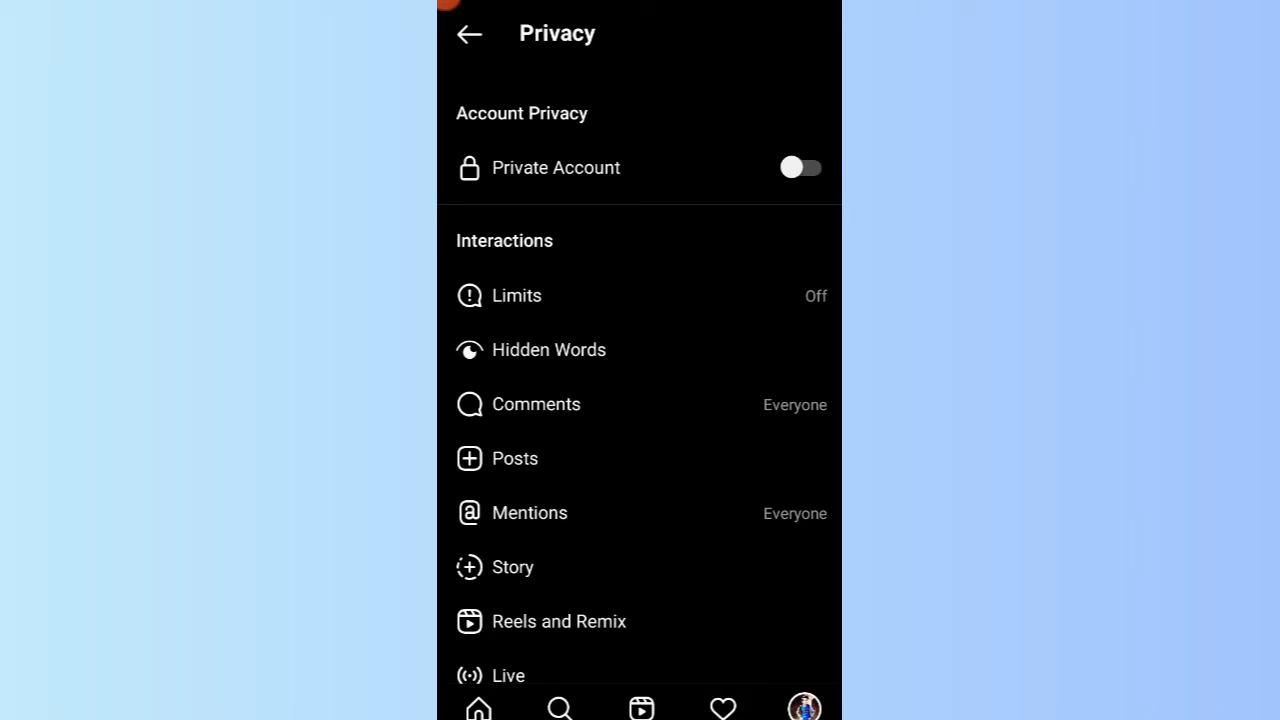 Privacy
Account Privacy
Private Account
Interactions
Limits Off
Hidden Words
Comments Everyone
Posts
Mentions Everyone
Story
Reels and Remix
Live